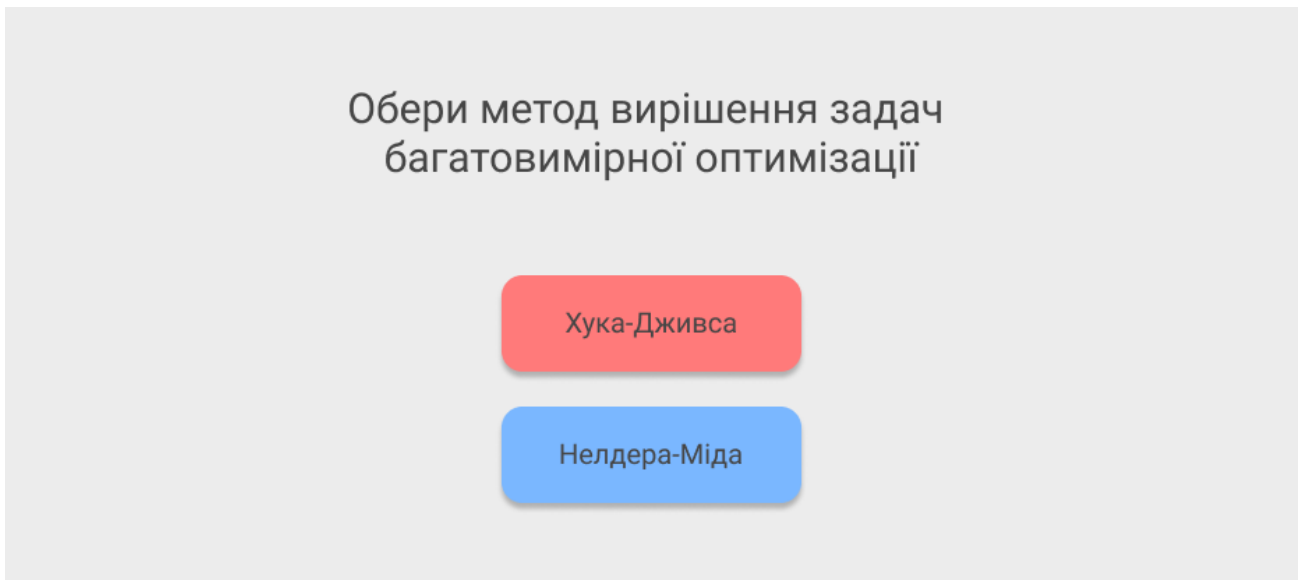 Обери метод вирішення задач
багатовимірної оптимізації
Хука-Дживса
Нелдера-Міда